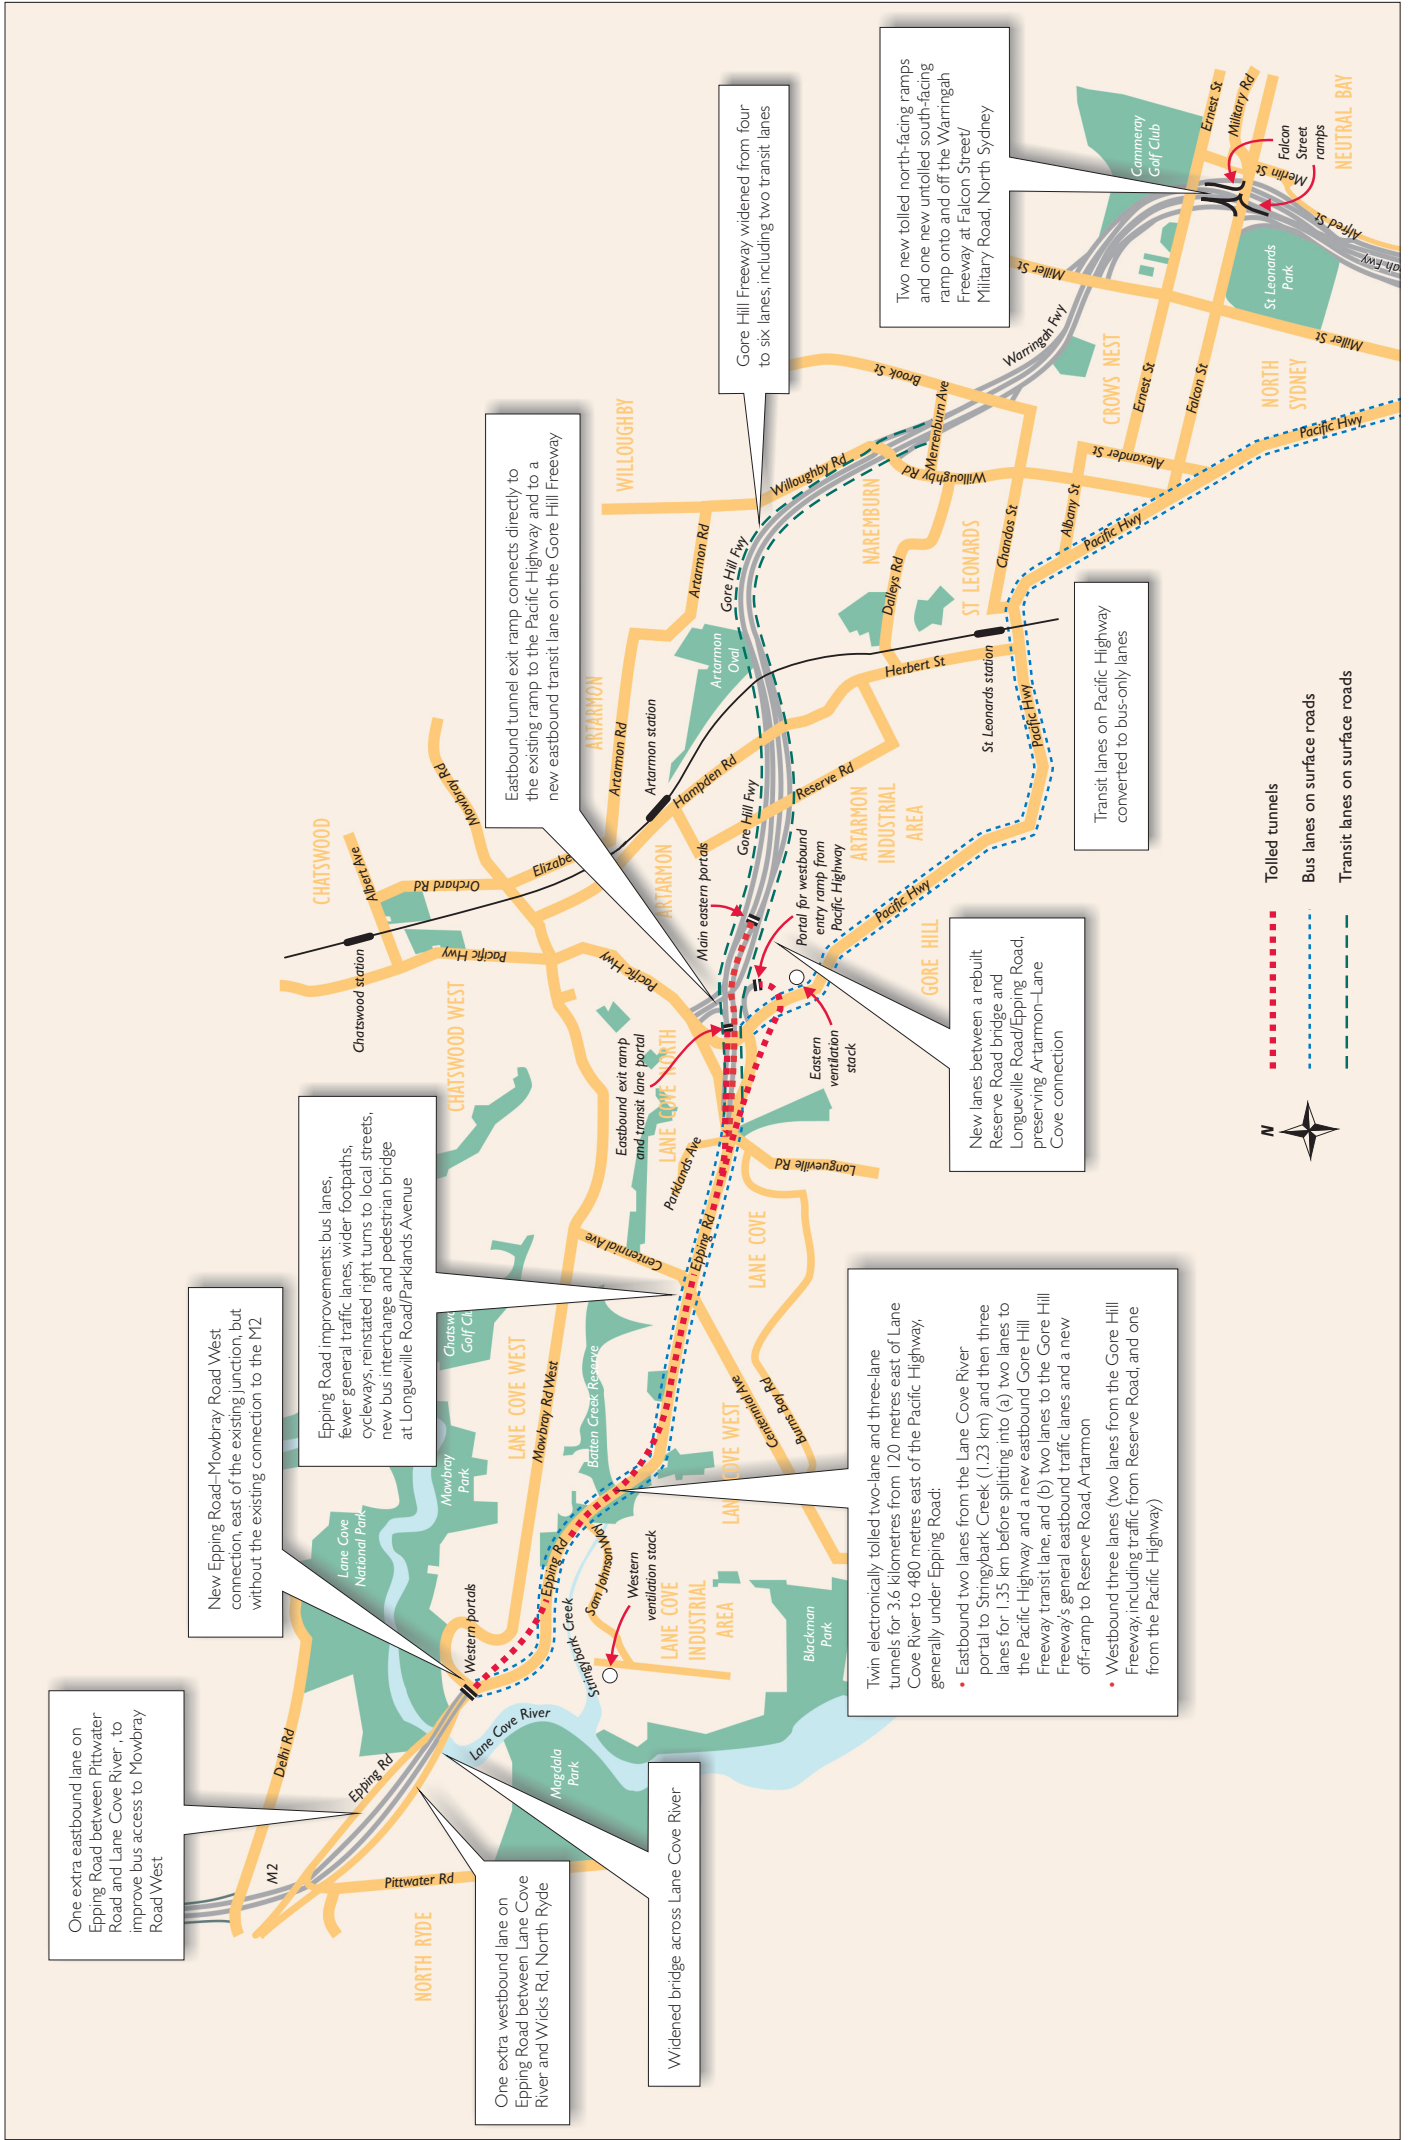 One extra eastbound lane on
Epping Road between Pittwater
Road and Lane Cove River , to
improve bus access to Mowbray
Road West
New Epping Road–Mowbray Road West
connection, east of the existing junction, but
without the existing connection to the M2
Epping Road improvements: bus lanes,
fewer general traffic lanes, wider footpaths,
cycleways, reinstated right turns to local streets,
new bus interchange and pedestrian bridge
at Longueville Road/Parklands Avenue
Eastbound tunnel exit ramp connects directly to
the existing ramp to the Pacific Highway and to a
new eastbound transit lane on the Gore Hill Freeway
Gore Hill Freeway widened from four
to six lanes, including two transit lanes
Two new tolled north-facing ramps
and one new untolled south-facing
ramp onto and off the Warringah
Freeway at Falcon Street/
Military Road, North Sydney
One extra westbound lane on
Epping Road between Lane Cove
River and Wicks Rd, North Ryde
Widened bridge across Lane Cove River
Twin electronically tolled two-lane and three-lane
tunnels for 3.6 kilometres from 120 metres east of Lane
Cove River to 480 metres east of the Pacific Highway,
generally under Epping Road:
• Eastbound two lanes from the Lane Cove River
portal to Stringybark Creek (1.23 km) and then three
lanes for 1.35 km before splitting into (a) two lanes to
the Pacific Highway and a new eastbound Gore Hill
Freeway transit lane, and (b) two lanes to the Gore Hill
Freeway's general eastbound traffic lanes and a new
off-ramp to Reserve Road, Artarmon
• Westbound three lanes (two lanes from the Gore Hill
Freeway, including traffic from Reserve Road, and one
from the Pacific Highway)
New lanes between a rebuilt
Reserve Road bridge and
Longueville Road/Epping Road,
preserving Artarmon–Lane
Cove connection
Transit lanes on Pacific Highway
converted to bus-only lanes
NORTH RYDE
M2
Delhi Rd
Epping Rd
Pittwater Rd
Lane Cove
National Park
Mowbray
Park
Chatswo
Golf Clu
Western portals
Lane Cove River
Magdala
Park
Stringybark Creek
Epping Rd
Sam Johnson Way
Western
ventilation stack
LANE COVE
INDUSTRIAL
AREA
Blackman
Park
LANE COVE WEST
Mowbray Rd West
Batten Creek Reserve
LANE COVE WEST
Centennial Ave
Burns Bay Rd
Centennial Ave
Epping Rd
LANE COVE
Parklands Ave
Longueville Rd
LANE COVE NORTH
Eastbound exit ramp
and transit lane portal
CHATSWOOD WEST
CHATSWOOD
Chatswood station
Albert Ave
Orchard Rd
Pacific Hwy
Pacific Hwy
Mowbray Rd
Elizabe
ARTARMON
Main eastern portals
Portal for westbound
entry ramp from
Pacific Highway
Eastern
ventilation
stack
GORE HILL
Pacific Hwy
ARTARMON
INDUSTRIAL
AREA
Gore Hill Fwy
Reserve Rd
Hampden Rd
Artarmon station
Artarmon Rd
ARTARMON
Artarmon
Oval
Artarmon Rd
WILLOUGHBY
Gore Hill Fwy
Willoughby Rd
Herbert St
St Leonards station
Pacific Hwy
Dalleys Rd
NAREMBURN
ST LEONARDS
Willoughby Rd
Merrenburn Ave
Chandos St
Albany St
Pacific Hwy
Brook St
Warringah Fwy
CROWS NEST
Alexander St
Ernest St
Falcon St
Pacific Hwy
NORTH
SYDNEY
Miller St
Miller St
St Leonards
Park
Cammeray
Golf Club
Ernest St
Military Rd
Falcon
Street
ramps
Merlin St
Alfred St
gah Fwy
NEUTRAL BAY
N
Tolled tunnels
Bus lanes on surface roads
Transit lanes on surface roads